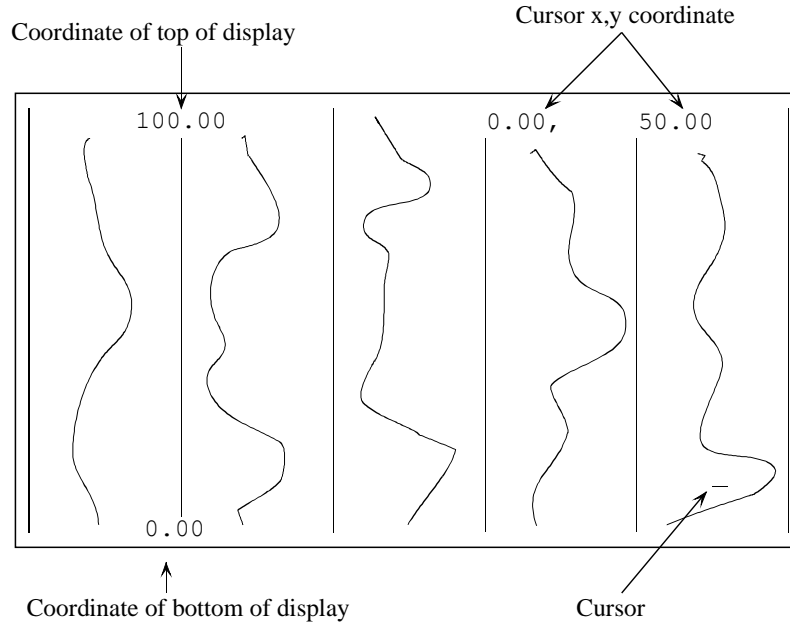 Cursor x,y coordinate
Coordinate of top of display
100.00 0.00, 50.00
0.00
Coordinate of bottom of display Cursor